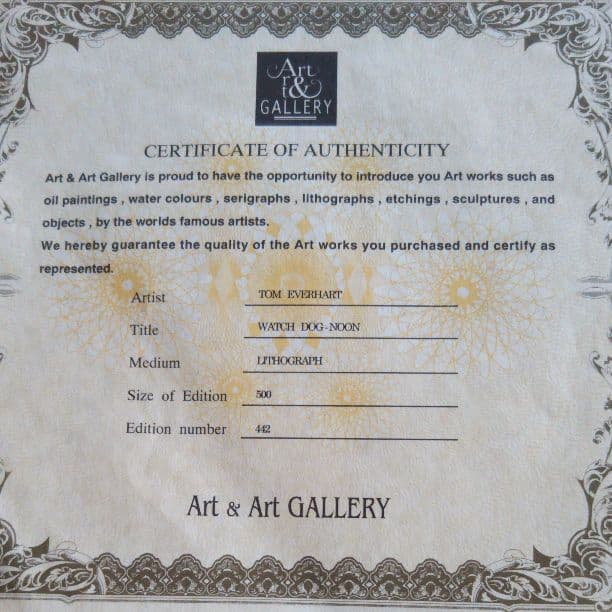 Art
r&
t
GALLERY
CERTIFICATE OF AUTHENTICITY
Art & Art Gallery is proud to have the opportunity to introduce you Art works such as
oil paintings , water colours , serigraphs , lithographs , etchings , sculptures , and
objects , by the worlds famous artists.
We hereby guarantee the quality of the Art works you purchased and certify as
represented.
Artist TOM EVERHART
Title WATCH DOG-NOON
Medium LITHOGRAPH
Size of Edition 500
Edition number 442
Art & Art GALLERY